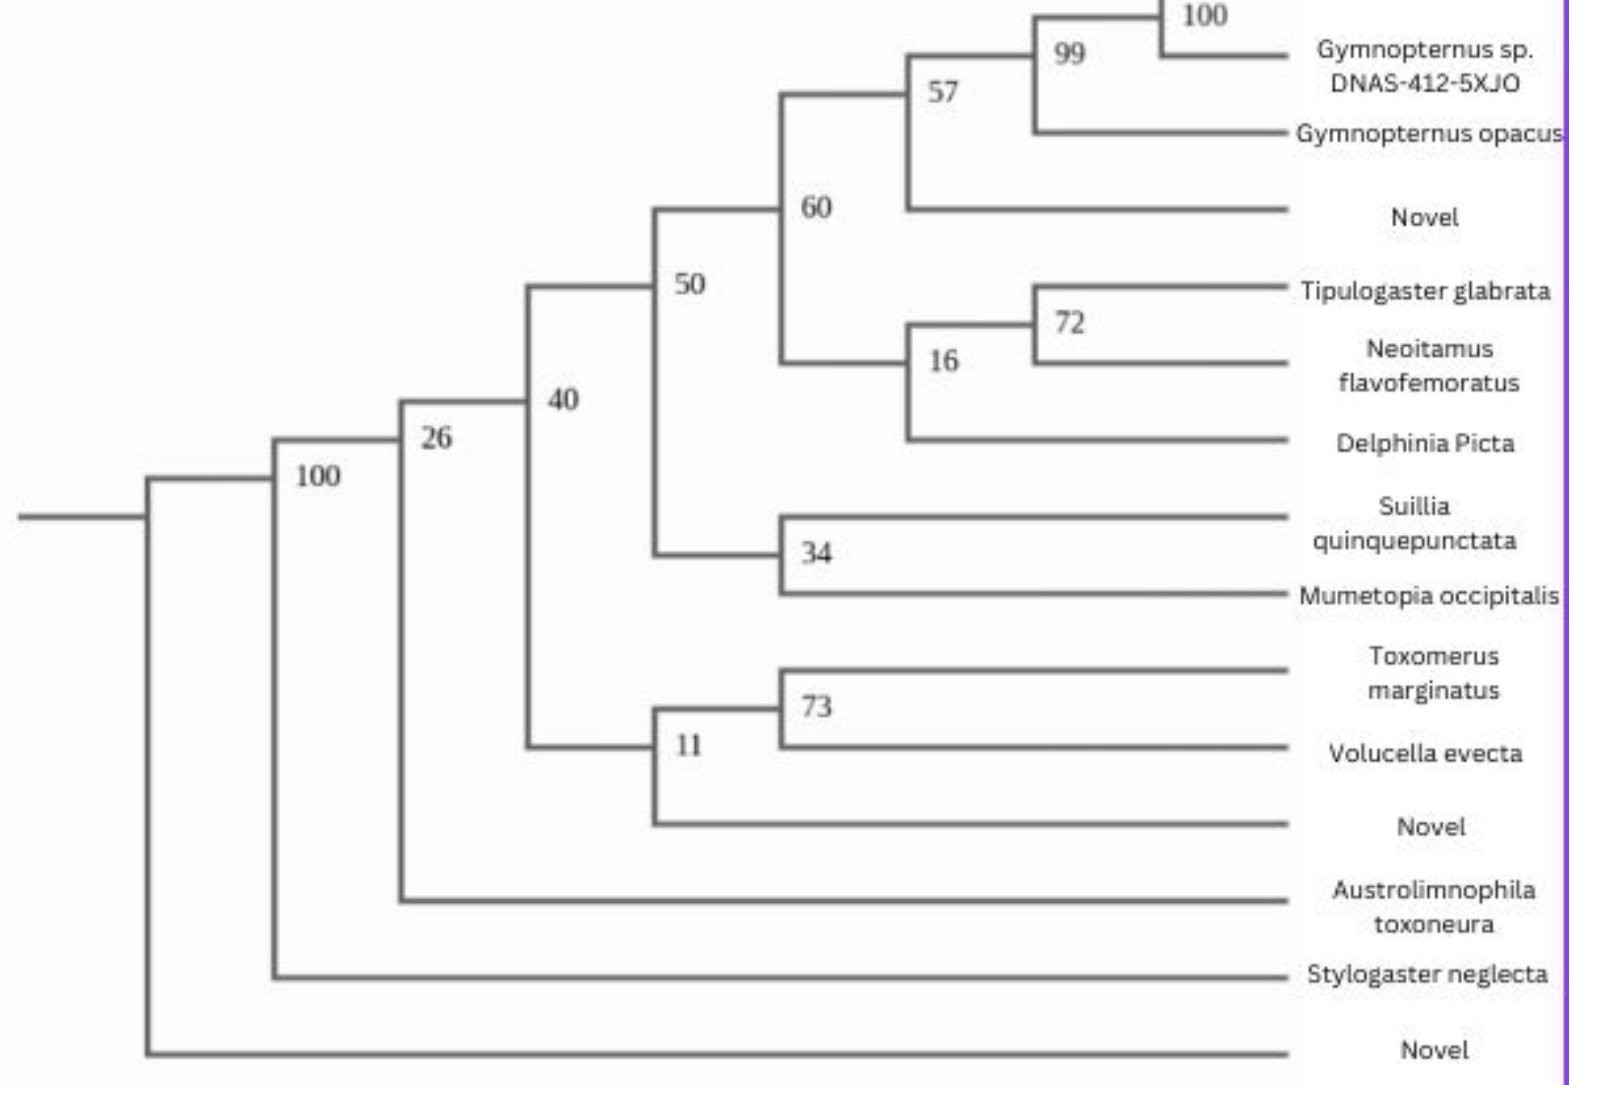 100
Gymnopternus sp.
DNAS-412-5XJO
99
57
Gymnopternus opacus
60
Novel
50
Tipulogaster glabrata
72
Neoitamus
flavofemoratus
16
40
26
Delphinia Picta
100
Suillia
quinquepunctata
34
Mumetopia occipitalis
Toxomerus
marginatus
73
11
Volucella evecta
Novel
Austrolimnophila
toxoneura
Stylogaster neglecta
Novel